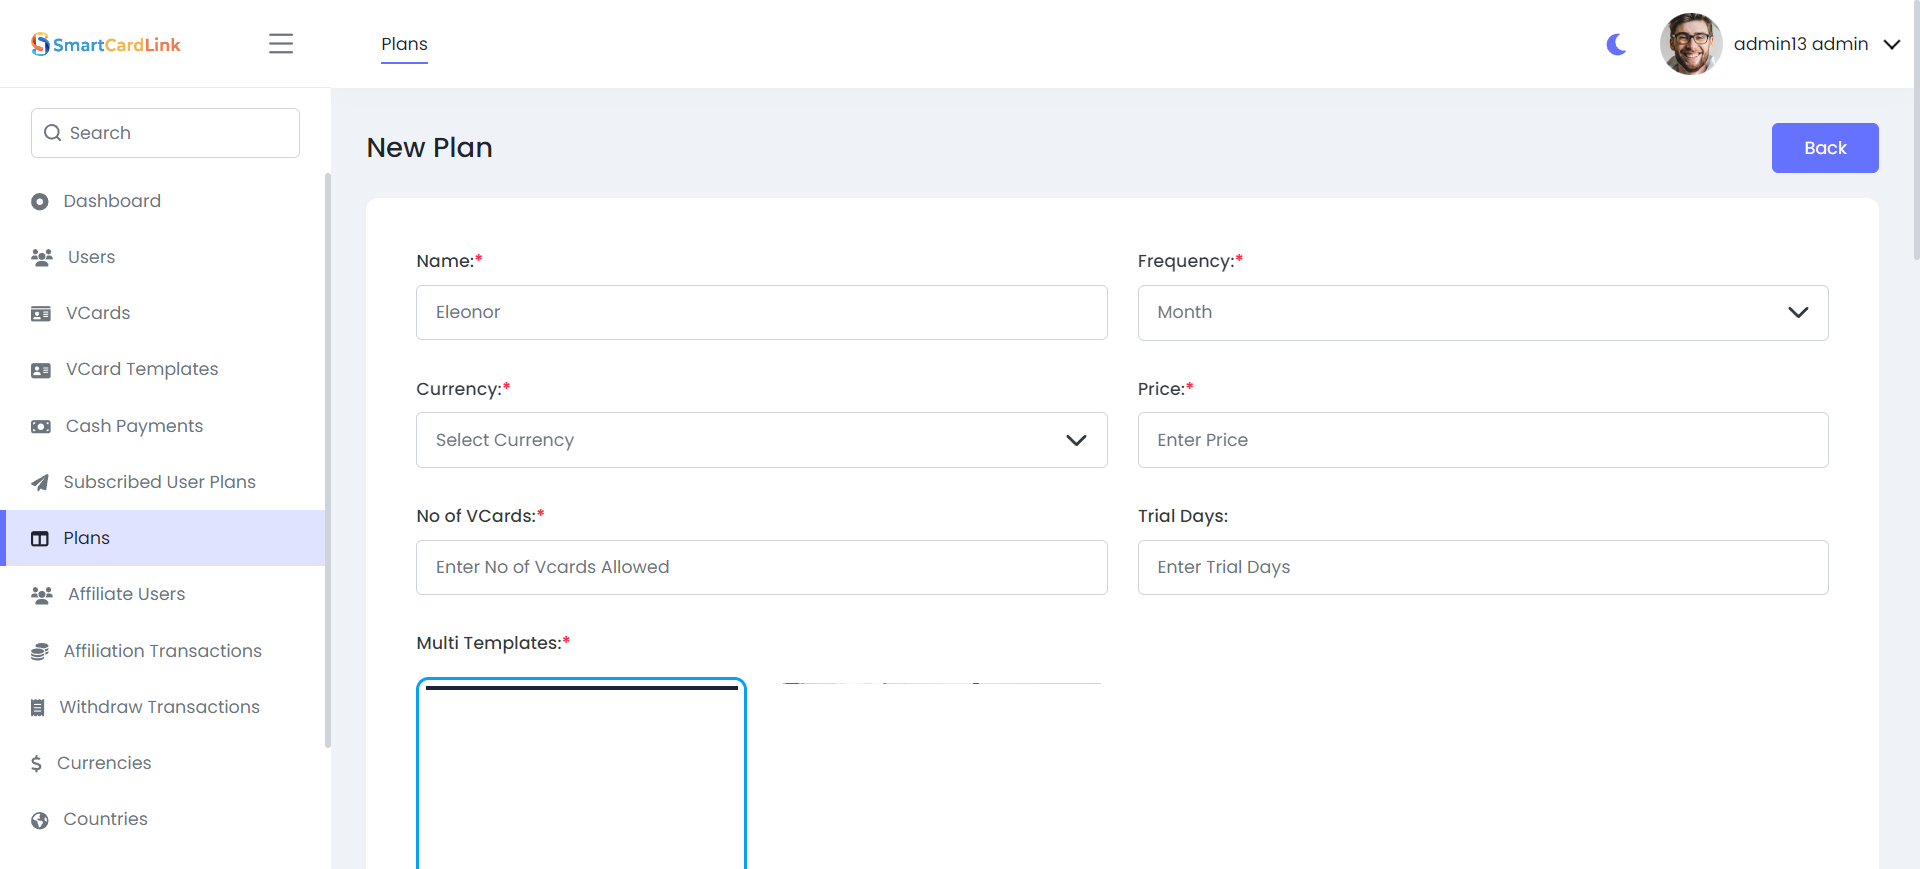 SmartCardLink
Plans
admin13 admin
Search
New Plan
Back
Dashboard
Users
VCards
VCard Templates
Cash Payments
Subscribed User Plans
Plans
Affiliate Users
Affiliation Transactions
Withdraw Transactions
Currencies
Countries
Name:*
Eleonor
Frequency:*
Month
Currency:*
Select Currency
Price:*
Enter Price
No of VCards:*
Enter No of Vcards Allowed
Trial Days:
Enter Trial Days
Multi Templates:*